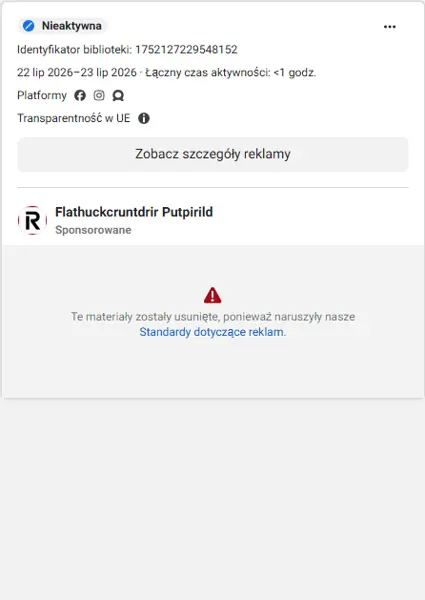 Nieaktywna
Identyfikator biblioteki: 1752127229548152
22 lip 2026–23 lip 2026 · Łączny czas aktywności: <1 godz.
Platformy
Transparentność w UE
Zobacz szczegóły reklamy
R
Flathuckcruntdrir Putpirild
Sponsorowane
Te materiały zostały usunięte, ponieważ naruszyły nasze
Standardy dotyczące reklam.